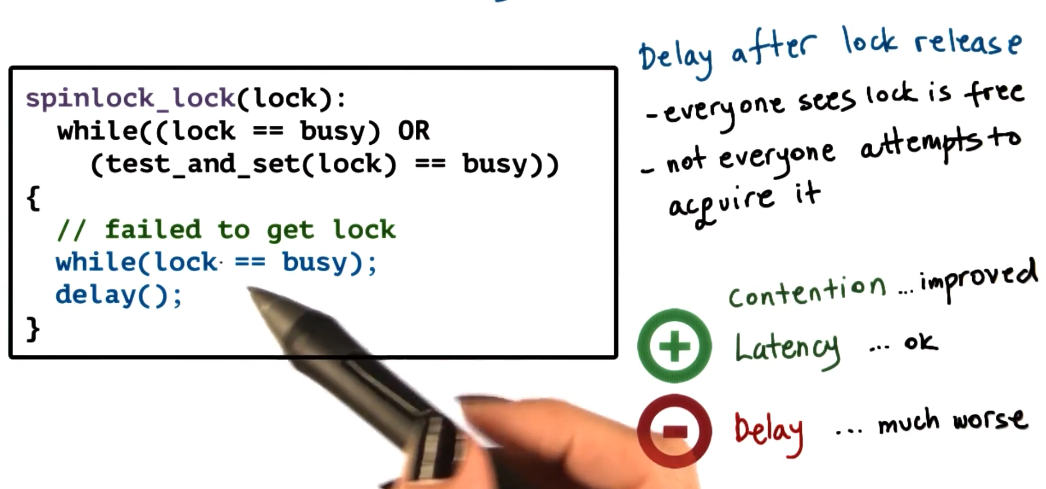 spinlock_lock(lock):
while((lock == busy) OR
(test_and_set(lock) == busy))
{
// failed to get lock
while(lock == busy);
delay();
}
Delay after lock release
- everyone sees lock is free
- not everyone attempts to
acquire it
Contention ... improved
+ Latency ... ok
- Delay ... much worse